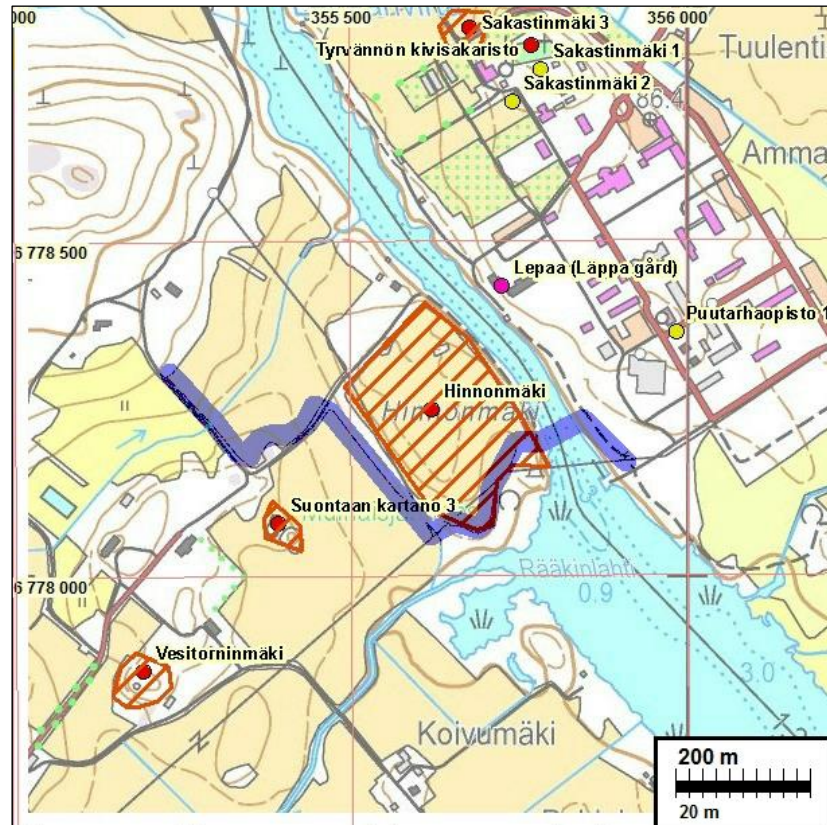 000
355 500
356 000
Sakastinmäki 3
Tyrvännön kivisakaristo
Sakastinmäki 1
Tuulenti
Sakastinmäki 2
86.4
Amma
6 778 500
Lepaa (Läppa gård)
Puutarhaopisto 1
Hinnonmäki
Hinnonmäki
3
Suontaan kartano 3
Rääkinlahti
0.9
6 778 000
Vesitorninmäki
3.0
Koivumäki
200 m
20 m